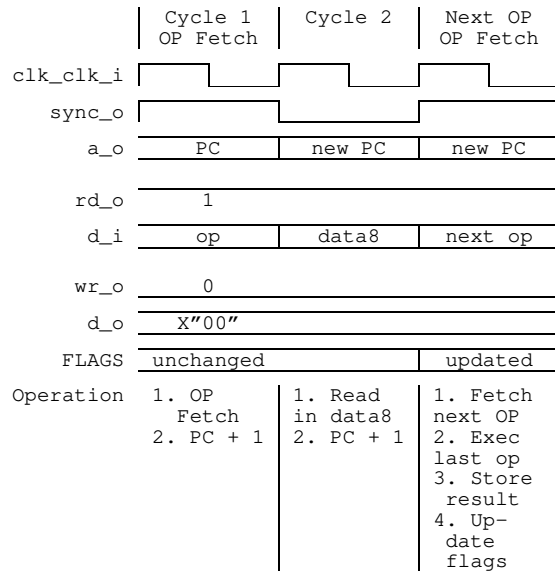 Cycle 1 Cycle 2 Next OP
OP Fetch OP Fetch
clk_clk_i
sync_o
a_o PC new PC new PC
rd_o 1
d_i op data8 next op
wr_o 0
d_o X"00"
FLAGS unchanged updated
Operation 1. OP 1. Read 1. Fetch
Fetch in data8 next OP
2. PC + 1 2. PC + 1 2. Exec
last op
3. Store
result
4. Up-
date
flags